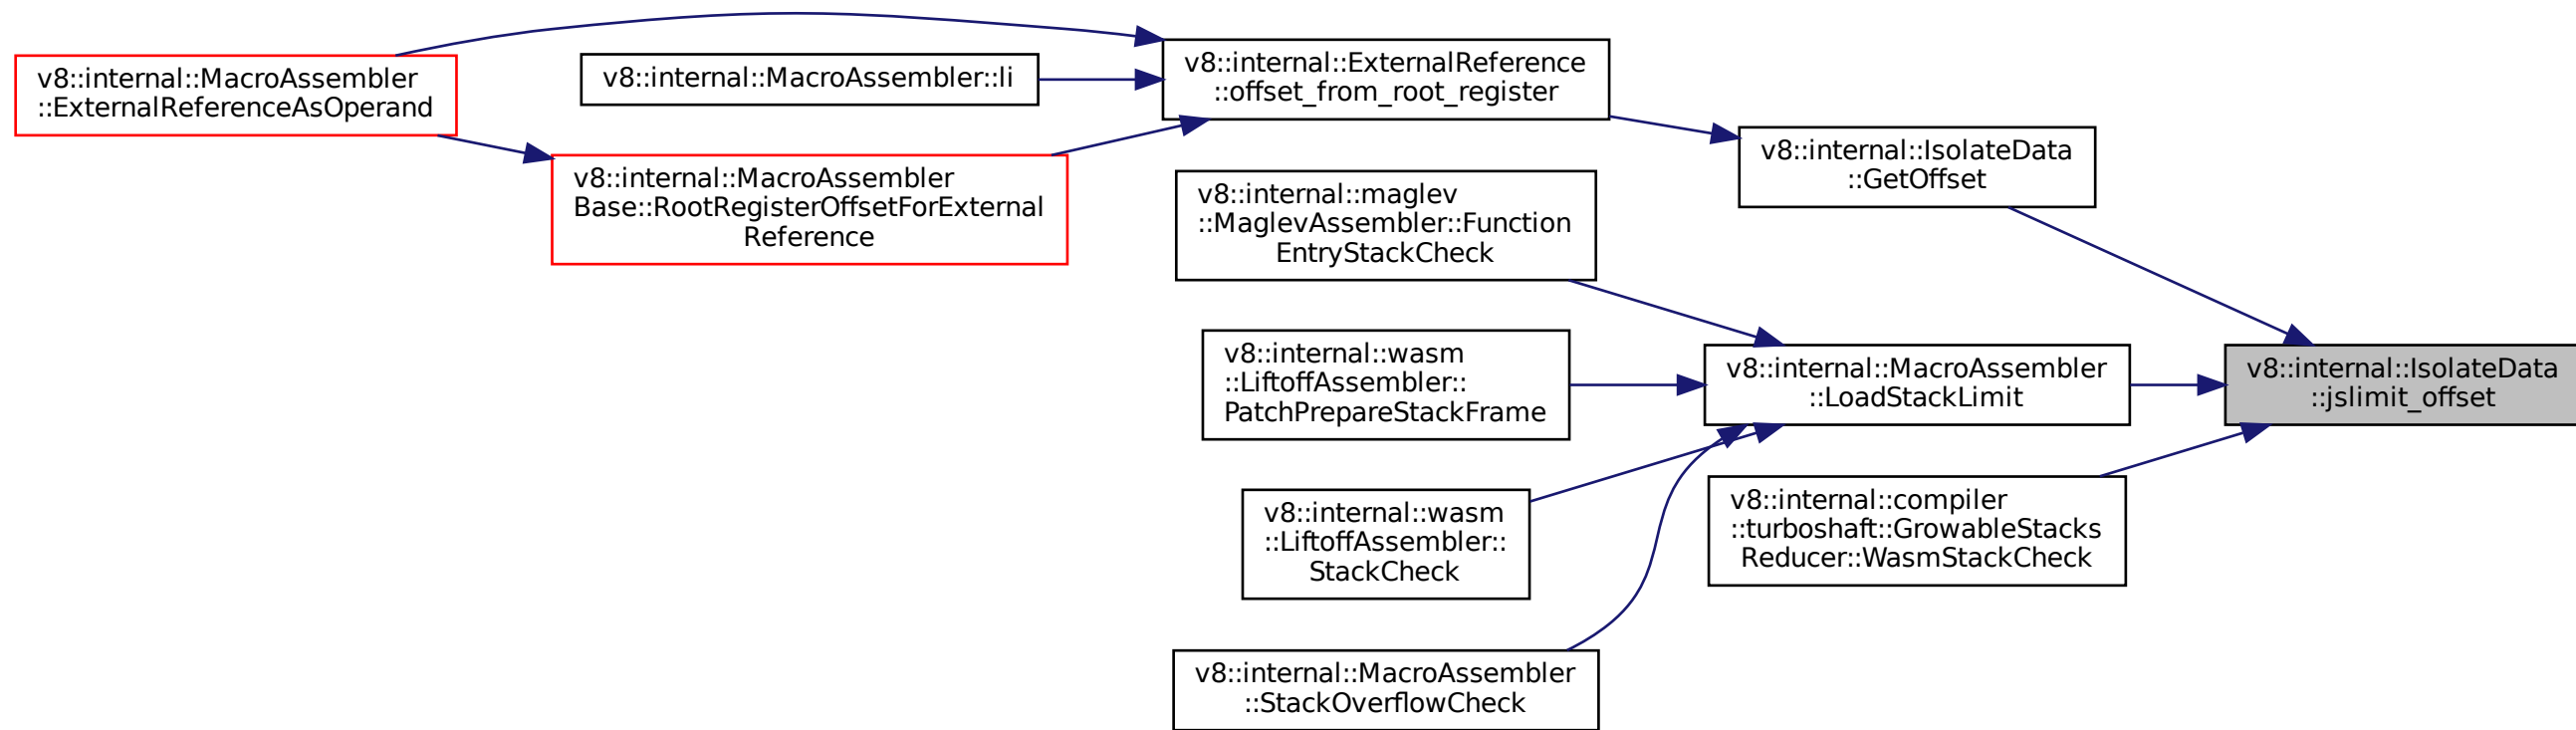 v8::internal::MacroAssembler
::ExternalReferenceAsOperand
v8::internal::MacroAssembler::li
v8::internal::ExternalReference
::offset_from_root_register
v8::internal::MacroAssembler
Base::RootRegisterOffsetForExternal
Reference
v8::internal::IsolateData
::GetOffset
v8::internal::maglev
::MaglevAssembler::Function
EntryStackCheck
v8::internal::wasm
::LiftoffAssembler::
PatchPrepareStackFrame
v8::internal::MacroAssembler
::LoadStackLimit
v8::internal::IsolateData
::jslimit_offset
v8::internal::wasm
::LiftoffAssembler::
StackCheck
v8::internal::compiler
::turboshaft::GrowableStacks
Reducer::WasmStackCheck
v8::internal::MacroAssembler
::StackOverflowCheck